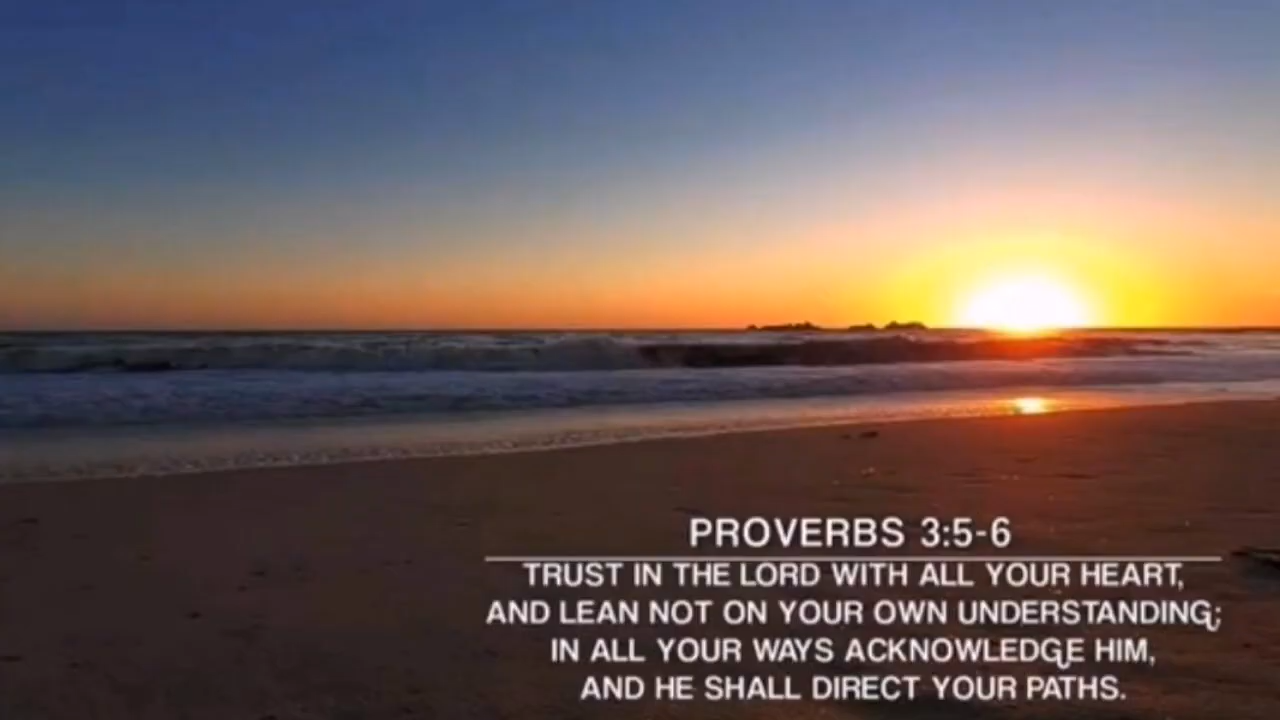 PROVERBS 3:5-6
TRUST IN THE LORD WITH ALL YOUR HEART,
AND LEAN NOT ON YOUR OWN UNDERSTANDING;
IN ALL YOUR WAYS ACKNOWLEDGE HIM,
AND HE SHALL DIRECT YOUR PATHS.